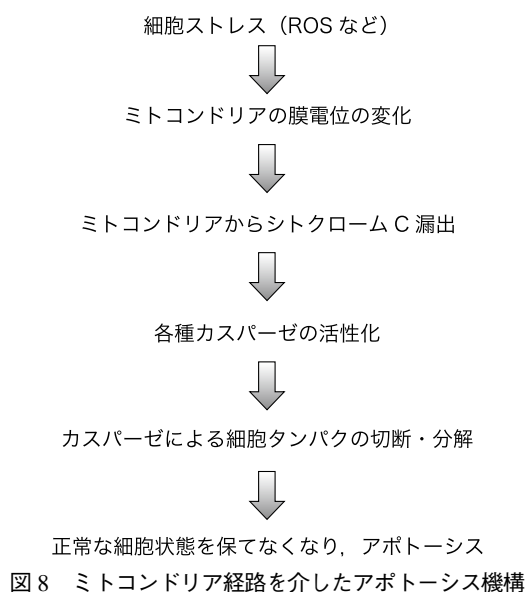 細胞ストレス（ROS など）
ミトコンドリアの膜電位の変化
ミトコンドリアからシトクローム C 漏出
各種カスパーゼの活性化
カスパーゼによる細胞タンパクの切断・分解
正常な細胞状態を保てなくなり，アポトーシス
図 8　ミトコンドリア経路を介したアポトーシス機構